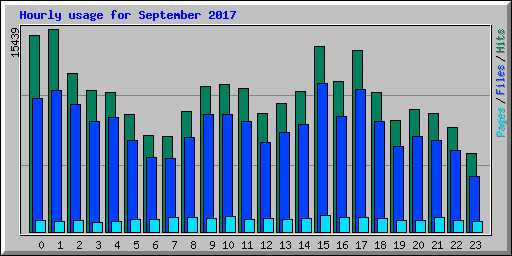 Hourly usage for September 2017
15439
Pages/Files/Hits
0 1 2 3 4 5 6 7 8 9 10 11 12 13 14 15 16 17 18 19 20 21 22 23